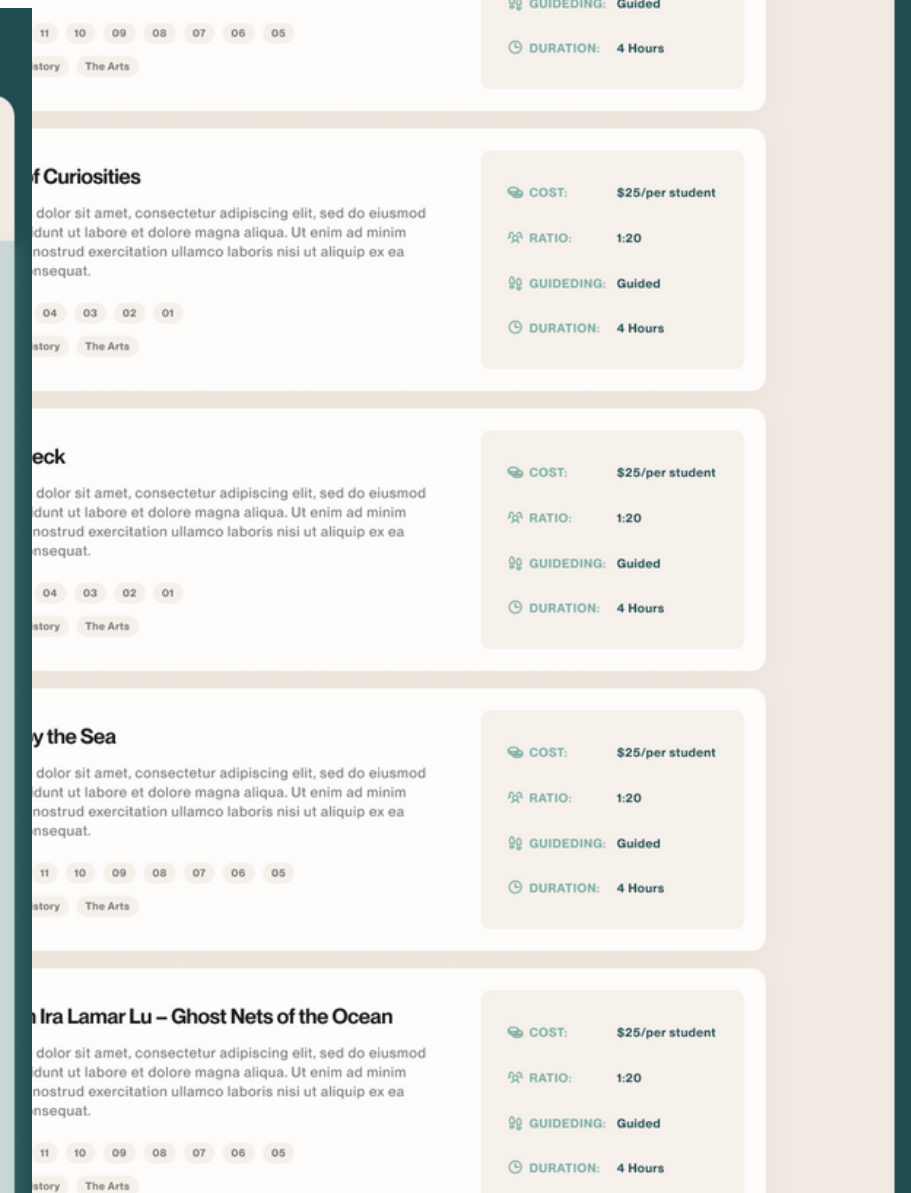 GUIDEDING: Guided
11 10 09 08 07 06 05
DURATION: 4 Hours
story The Arts
of Curiosities
COST: $25/per student
dolor sit amet, consectetur adipiscing elit, sed do eiusmod
RATIO: 1:20
idunt ut labore et dolore magna aliqua. Ut enim ad minim
nostrud exercitation ullamco laboris nisi ut aliquip ex ea
onsequat.
GUIDEDING: Guided
04 03 02 01
DURATION: 4 Hours
story The Arts
eck
COST: $25/per student
dolor sit amet, consectetur adipiscing elit, sed do eiusmod
RATIO: 1:20
idunt ut labore et dolore magna aliqua. Ut enim ad minim
nostrud exercitation ullamco laboris nisi ut aliquip ex ea
onsequat.
GUIDEDING: Guided
04 03 02 01
DURATION: 4 Hours
story The Arts
y the Sea
COST: $25/per student
dolor sit amet, consectetur adipiscing elit, sed do eiusmod
RATIO: 1:20
idunt ut labore et dolore magna aliqua. Ut enim ad minim
nostrud exercitation ullamco laboris nisi ut aliquip ex ea
onsequat.
GUIDEDING: Guided
11 10 09 08 07 06 05
DURATION: 4 Hours
story The Arts
Ira Lamar Lu – Ghost Nets of the Ocean
COST: $25/per student
dolor sit amet, consectetur adipiscing elit, sed do eiusmod
RATIO: 1:20
idunt ut labore et dolore magna aliqua. Ut enim ad minim
nostrud exercitation ullamco laboris nisi ut aliquip ex ea
onsequat.
GUIDEDING: Guided
11 10 09 08 07 06 05
DURATION: 4 Hours
story The Arts